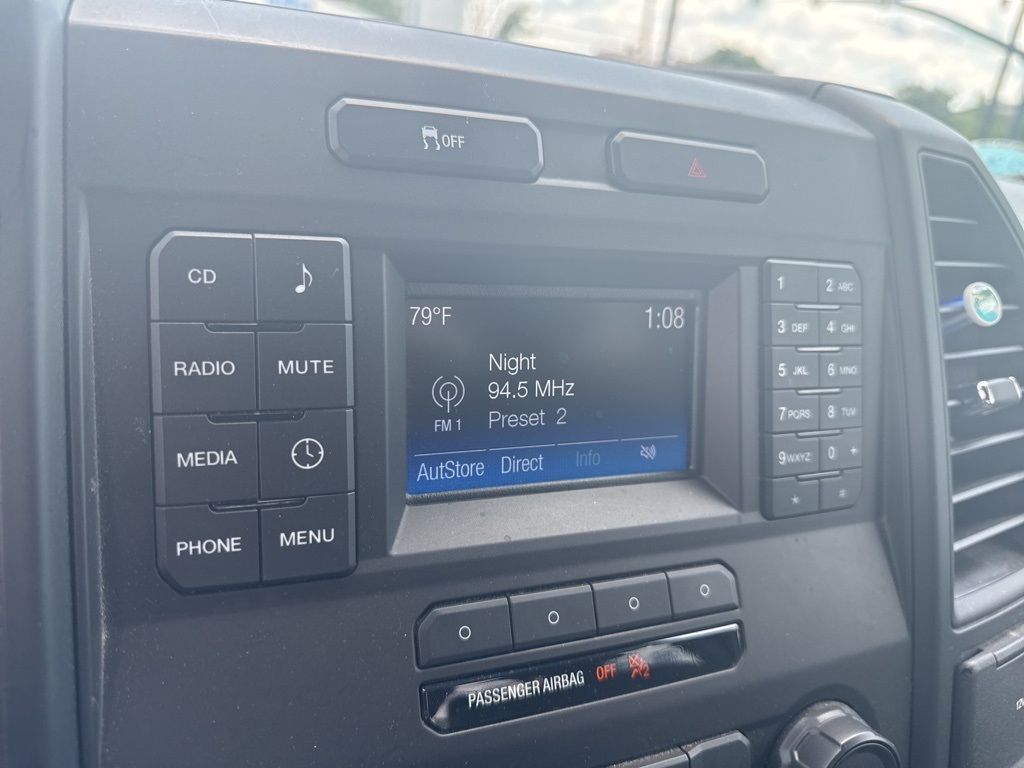 OFF
CD
RADIO MUTE
MEDIA
PHONE MENU
79°F 1:08
Night
94.5 MHz
FM 1 Preset 2
AutStore Direct Info
1 2 ABC
3 DEF 4 GHI
5 JKL 6 MNO
7 PQRS 8 TUV
9 WXYZ 0 +
* #
PASSENGER AIRBAG OFF